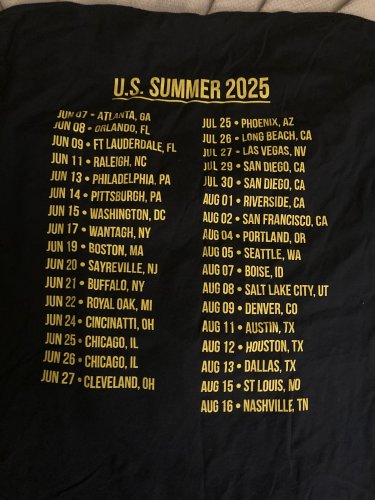 U.S. SUMMER 2025
JUN 07 • ATLANTA, GA
JUN 08 • ORLANDO, FL
JUN 09 • FT LAUDERDALE, FL
JUN 11 • RALEIGH, NC
JUN 13 • PHILADELPHIA, PA
JUN 14 • PITTSBURGH, PA
JUN 15 • WASHINGTON, DC
JUN 17 • WANTAGH, NY
JUN 19 • BOSTON, MA
JUN 20 • SAYREVILLE, NJ
JUN 21 • BUFFALO, NY
JUN 22 • ROYAL OAK, MI
JUN 24 • CINCINATTI, OH
JUN 25 • CHICAGO, IL
JUN 26 • CHICAGO, IL
JUN 27 • CLEVELAND, OH
JUL 25 • PHOENIX, AZ
JUL 26 • LONG BEACH, CA
JUL 27 • LAS VEGAS, NV
JUL 29 • SAN DIEGO, CA
JUL 30 • SAN DIEGO, CA
AUG 01 • RIVERSIDE, CA
AUG 02 • SAN FRANCISCO, CA
AUG 04 • PORTLAND, OR
AUG 05 • SEATTLE, WA
AUG 07 • BOISE, ID
AUG 08 • SALT LAKE CITY, UT
AUG 09 • DENVER, CO
AUG 11 • AUSTIN, TX
AUG 12 • HOUSTON, TX
AUG 13 • DALLAS, TX
AUG 15 • ST LOUIS, MO
AUG 16 • NASHVILLE, TN